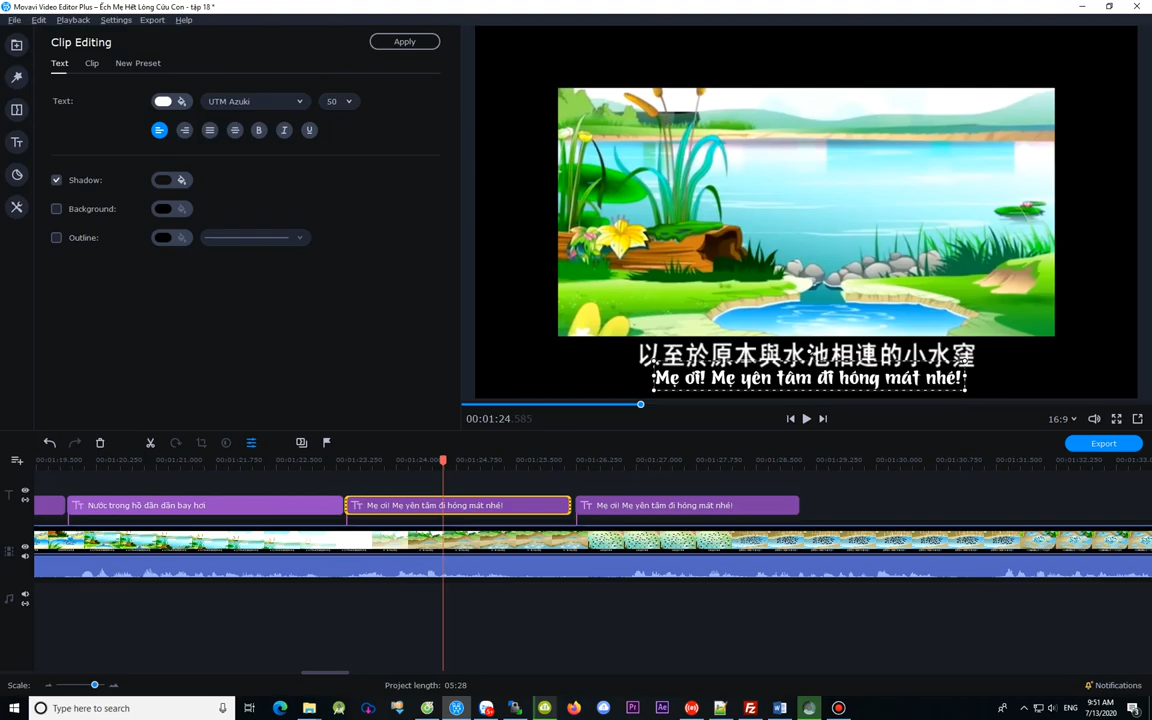 Movavi Video Editor Plus – Ếch Mẹ Hết Lòng Cứu Con - tập 18 *
File Edit Playback Settings Export Help
Clip Editing
Apply
Text Clip New Preset
Text:
UTM Azuki
50
B I U
Shadow:
Background:
Outline:
以至於原本與水池相連的小水窪
Mẹ ơi! Mẹ yên tâm đi hóng mát nhé!
00:01:24.585
16:9
Export
00:01:19.500 00:01:20.250 00:01:21.000 00:01:21.750 00:01:22.500 00:01:23.250 00:01:24.000 00:01:24.750 00:01:25.500 00:01:26.250 00:01:27.000 00:01:27.750 00:01:28.500 00:01:29.250 00:01:30.000 00:01:30.750 00:01:31.500 00:01:32.250 00:01:33.0
Nước trong hồ dần dần bay hơi
Mẹ ơi! Mẹ yên tâm đi hóng mát nhé!
Mẹ ơi! Mẹ yên tâm đi hóng mát nhé!
Scale:
Project length: 05:28
Notifications
Type here to search
ENG
9:51 AM
7/13/2020